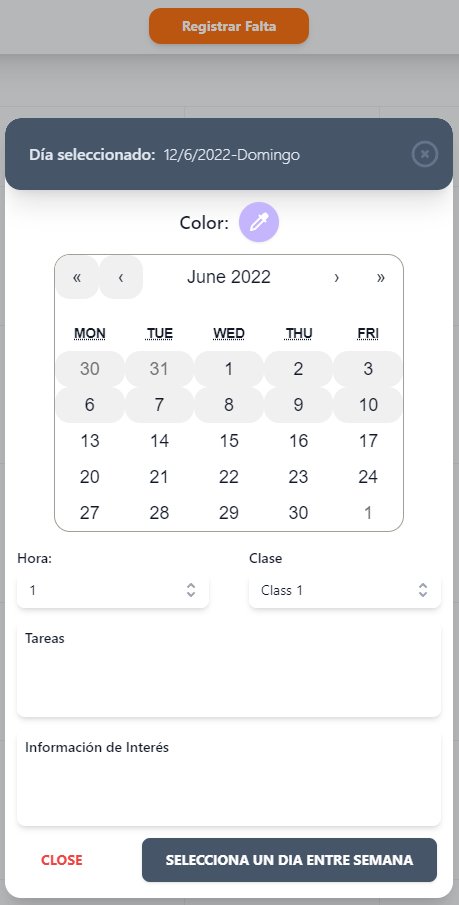 Registrar Falta
Día seleccionado: 12/6/2022-Domingo
Color:
« ‹ June 2022 › »
MON TUE WED THU FRI
30 31 1 2 3
6 7 8 9 10
13 14 15 16 17
20 21 22 23 24
27 28 29 30 1
Hora: Clase
1 Class 1
Tareas
Información de Interés
CLOSE SELECCIONA UN DIA ENTRE SEMANA